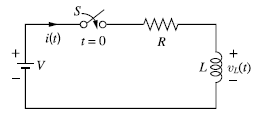 S
i(t) t = 0 R
+ +
V L v_L(t)
− −